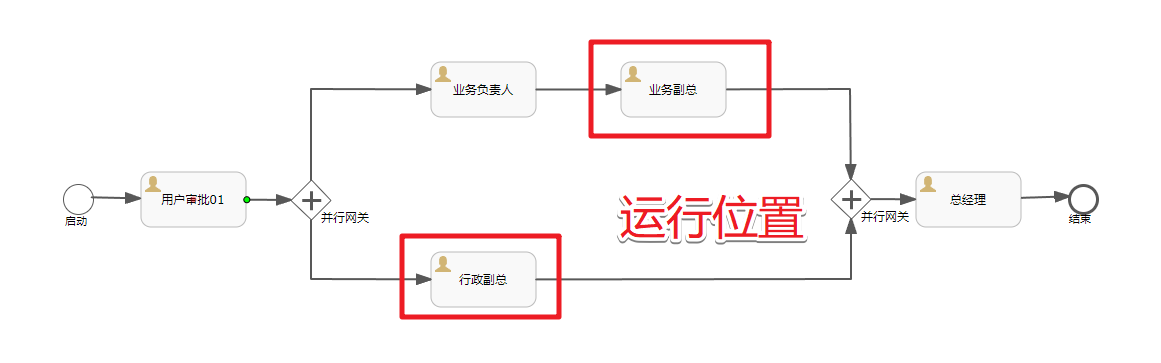 业务负责人
业务副总
启动
用户审批01
并行网关
运行位置
并行网关
总经理
结束
行政副总